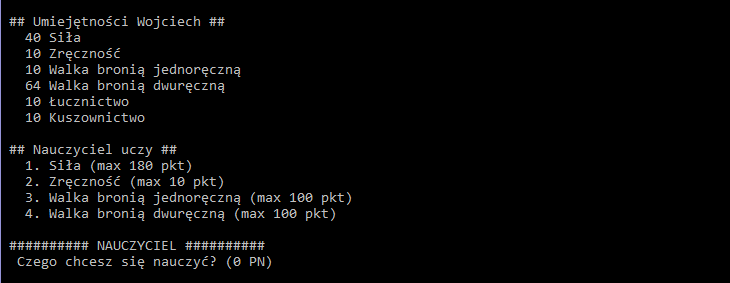 ## Umiejętności Wojciech ##
40 Siła
10 Zręczność
10 Walka bronią jednoręczną
64 Walka bronią dwuręczną
10 Łucznictwo
10 Kusznownictwo
## Nauczyciel uczy ##
1. Siła (max 180 pkt)
2. Zręczność (max 10 pkt)
3. Walka bronią jednoręczną (max 100 pkt)
4. Walka bronią dwuręczną (max 100 pkt)
########## NAUCZYCIEL ##########
Czego chcesz się nauczyć? (0 PN)